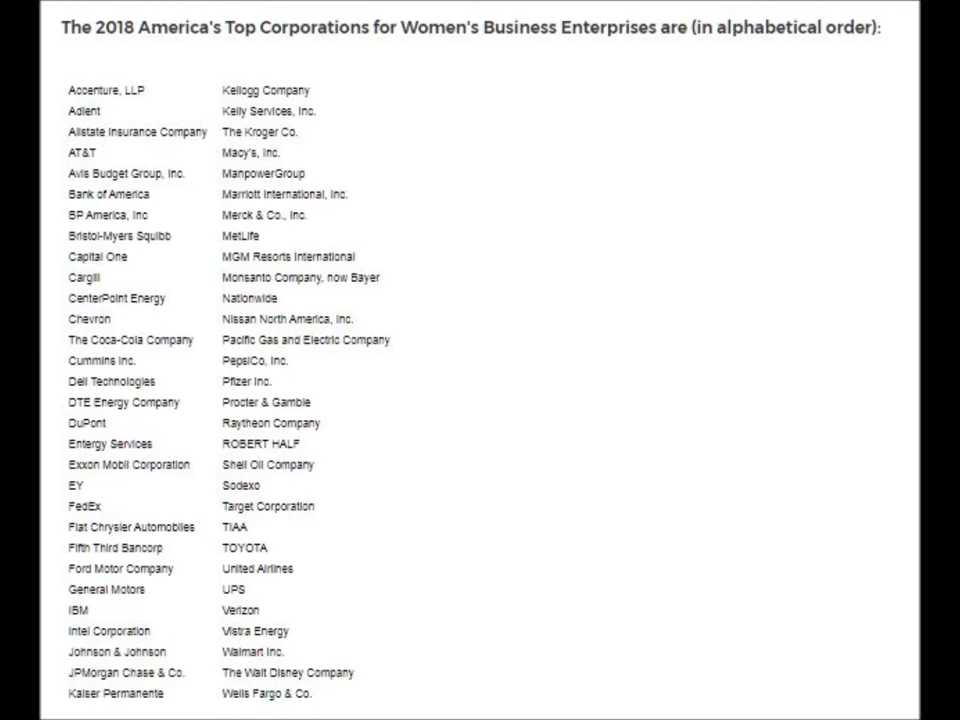 The 2018 America's Top Corporations for Women's Business Enterprises are (in alphabetical order):
Accenture, LLP
Adient
Allstate Insurance Company
AT&T
Avis Budget Group, Inc.
Bank of America
BP America, Inc
Bristol-Myers Squibb
Capital One
Cargill
CenterPoint Energy
Chevron
The Coca-Cola Company
Cummins Inc.
Dell Technologies
DTE Energy Company
DuPont
Entergy Services
Exxon Mobil Corporation
EY
FedEx
Fiat Chrysler Automobiles
Fifth Third Bancorp
Ford Motor Company
General Motors
IBM
Intel Corporation
Johnson & Johnson
JPMorgan Chase & Co.
Kaiser Permanente
Kellogg Company
Kelly Services, Inc.
The Kroger Co.
Macy's, Inc.
ManpowerGroup
Marriott International, Inc.
Merck & Co., Inc.
MetLife
MGM Resorts International
Monsanto Company, now Bayer
Nationwide
Nissan North America, Inc.
Pacific Gas and Electric Company
PepsiCo, Inc.
Pfizer Inc.
Procter & Gamble
Raytheon Company
ROBERT HALF
Shell Oil Company
Sodexo
Target Corporation
TIAA
TOYOTA
United Airlines
UPS
Verizon
Vistra Energy
Walmart Inc.
The Walt Disney Company
Wells Fargo & Co.